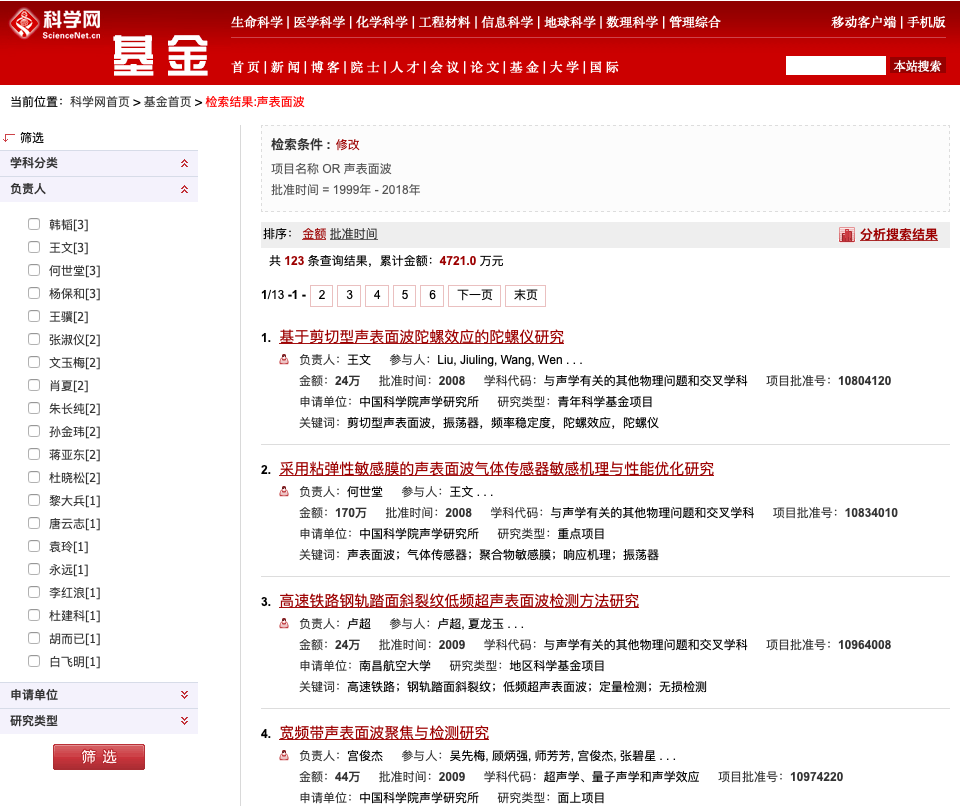 科学网
ScienceNet.cn
基金
生命科学 | 医学科学 | 化学科学 | 工程材料 | 信息科学 | 地球科学 | 数理科学 | 管理综合
移动客户端 | 手机版
首页 | 新闻 | 博客 | 院士 | 人才 | 会议 | 论文 | 基金 | 大学 | 国际
本站搜索
当前位置：科学网首页 > 基金首页 > 检索结果:声表面波
筛选
学科分类
负责人
韩韬[3]
王文[3]
何世堂[3]
杨保和[3]
王骥[2]
张淑仪[2]
文玉梅[2]
肖夏[2]
朱长纯[2]
孙金玮[2]
蒋亚东[2]
杜晓松[2]
黎大兵[1]
唐云志[1]
袁玲[1]
永远[1]
李红浪[1]
杜建科[1]
胡而已[1]
白飞明[1]
申请单位
研究类型
筛 选
检索条件： 修改
项目名称 OR 声表面波
批准时间 = 1999年 - 2018年
排序： 金额 批准时间
分析搜索结果
共 123 条查询结果，累计金额：4721.0 万元
1/13 -1 - 2 3 4 5 6 下一页 末页
1. 基于剪切型声表面波陀螺效应的陀螺仪研究
负责人：王文 参与人：Liu, Jiuling, Wang, Wen . . .
金额：24万 批准时间：2008 学科代码：与声学有关的其他物理问题和交叉学科 项目批准号：10804120
申请单位：中国科学院声学研究所 研究类型：青年科学基金项目
关键词：剪切型声表面波，振荡器，频率稳定度，陀螺效应，陀螺仪
2. 采用粘弹性敏感膜的声表面波气体传感器敏感机理与性能优化研究
负责人：何世堂 参与人：王文 . . .
金额：170万 批准时间：2008 学科代码：与声学有关的其他物理问题和交叉学科 项目批准号：10834010
申请单位：中国科学院声学研究所 研究类型：重点项目
关键词：声表面波；气体传感器；聚合物敏感膜；响应机理；振荡器
3. 高速铁路钢轨踏面斜裂纹低频超声表面波检测方法研究
负责人：卢超 参与人：卢超, 夏龙玉 . . .
金额：24万 批准时间：2009 学科代码：与声学有关的其他物理问题和交叉学科 项目批准号：10964008
申请单位：南昌航空大学 研究类型：地区科学基金项目
关键词：高速铁路；钢轨踏面斜裂纹；低频超声表面波；定量检测；无损检测
4. 宽频带声表面波聚焦与检测研究
负责人：宫俊杰 参与人：吴先梅, 顾炳强, 师芳芳, 宫俊杰, 张碧星 . . .
金额：44万 批准时间：2009 学科代码：超声学、量子声学和声学效应 项目批准号：10974220
申请单位：中国科学院声学研究所 研究类型：面上项目